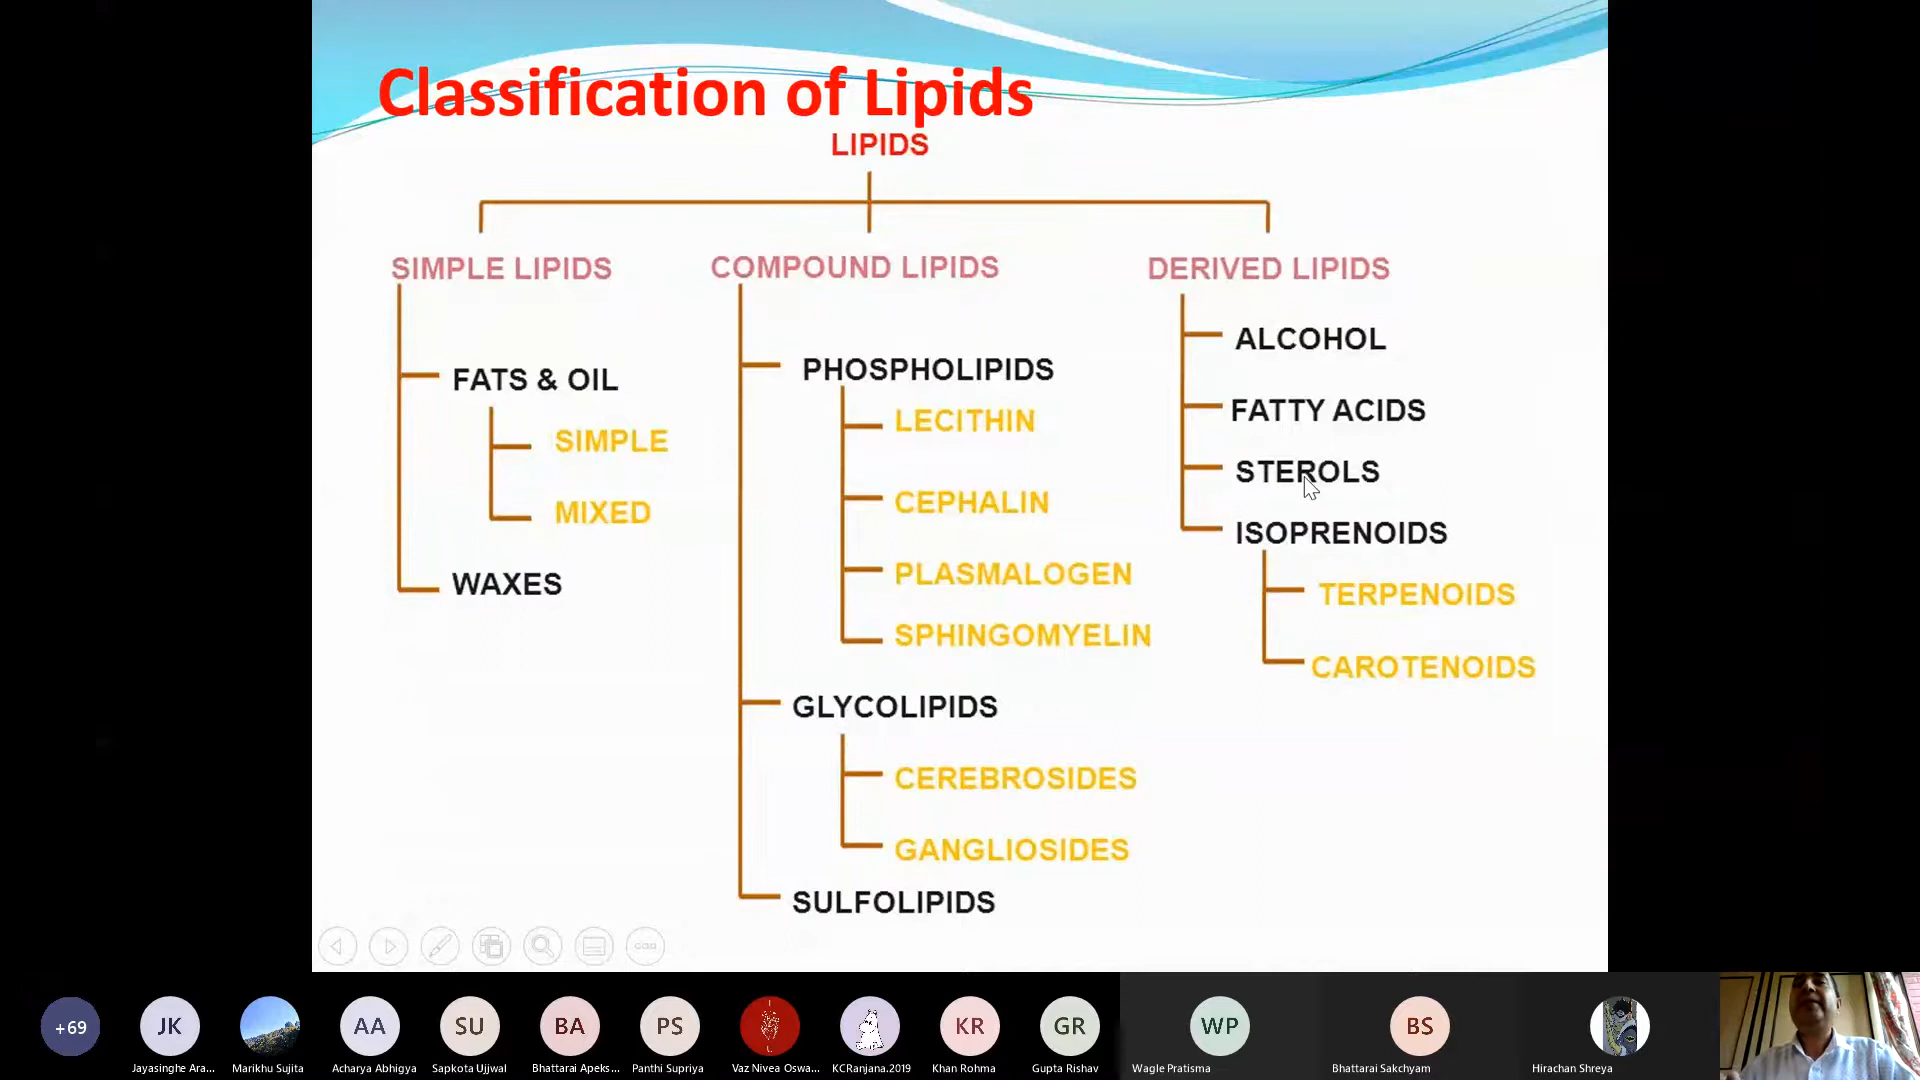 Classification of Lipids
LIPIDS
SIMPLE LIPIDS
COMPOUND LIPIDS
DERIVED LIPIDS
FATS & OIL
SIMPLE
MIXED
WAXES
PHOSPHOLIPIDS
LECITHIN
CEPHALIN
PLASMALOGEN
SPHINGOMYELIN
GLYCOLIPIDS
CEREBROSIDES
GANGLIOSIDES
SULFOLIPIDS
ALCOHOL
FATTY ACIDS
STEROLS
ISOPRENOIDS
TERPENOIDS
CAROTENOIDS
+69
JK
AA
SU
BA
PS
KR
GR
WP
BS
Jayasinghe Ara...
Marikhu Sujita
Acharya Abhigya
Sapkota Ujjwal
Bhattarai Apeks...
Panthi Supriya
Vaz Nivea Oswa...
KCRanjana.2019
Khan Rohma
Gupta Rishav
Wagle Pratisma
Bhattarai Sakchyam
Hirachan Shreya